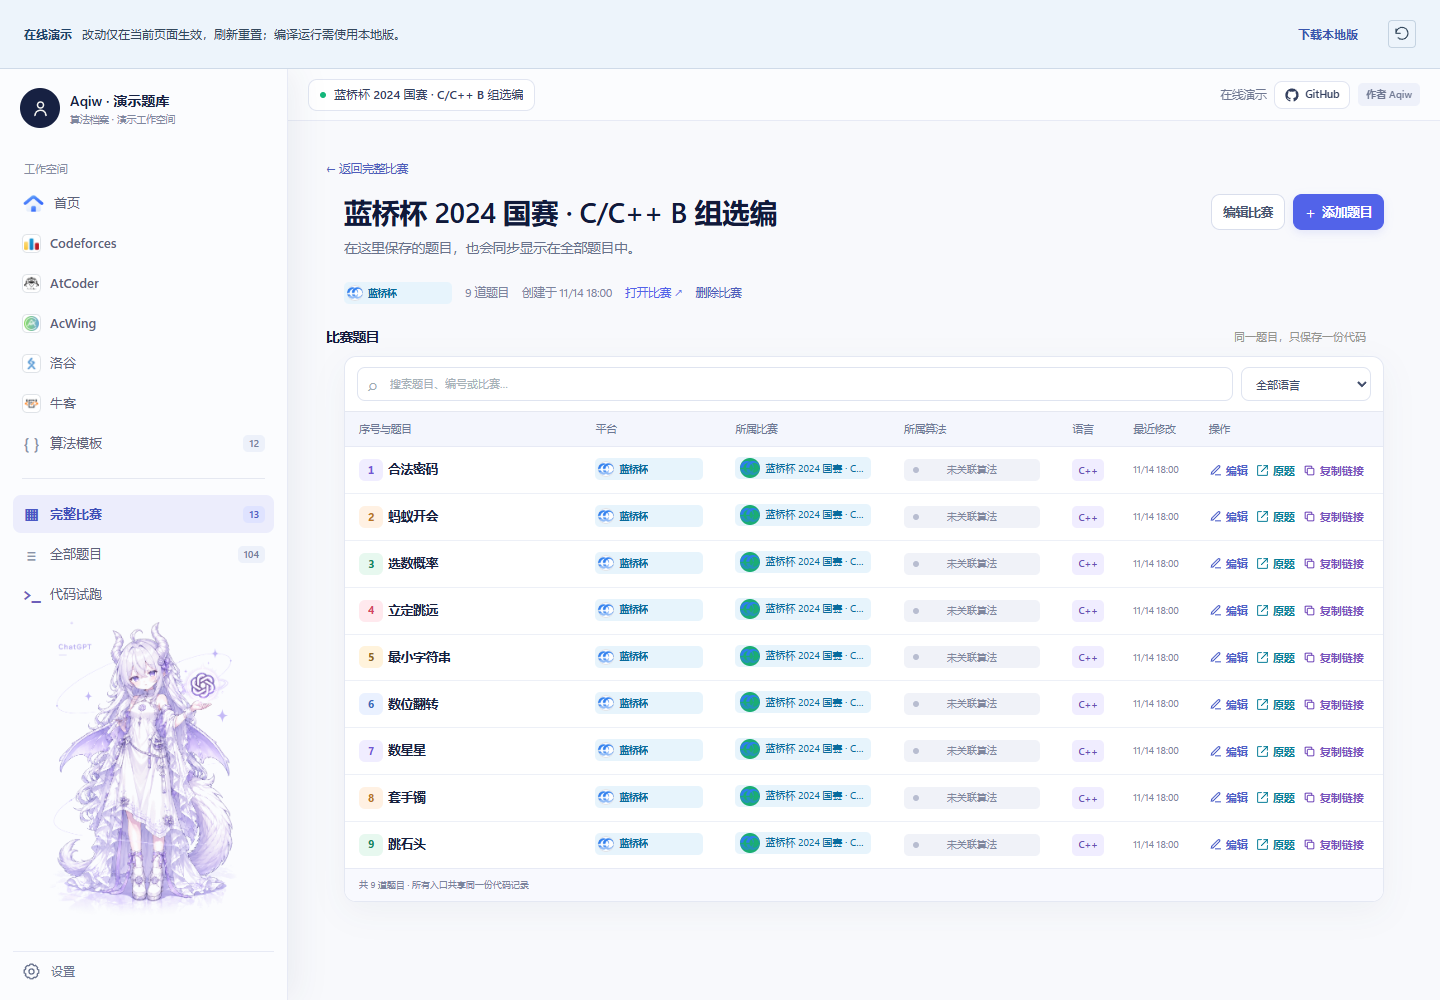 在线演示 改动仅在当前页面生效，刷新重置；编译运行需使用本地版。 下载本地版
Aqiw · 演示题库
算法档案 · 演示工作空间
工作空间
首页
Codeforces
AtCoder
AcWing
洛谷
牛客
算法模板 12
完整比赛 13
全部题目 104
代码试跑
ChatGPT
设置
蓝桥杯 2024 国赛 · C/C++ B 组选编 在线演示 GitHub 作者 Aqiw
← 返回完整比赛
蓝桥杯 2024 国赛 · C/C++ B 组选编 编辑比赛 + 添加题目
在这里保存的题目，也会同步显示在全部题目中。
蓝桥杯 9 道题目 创建于 11/14 18:00 打开比赛 ↗ 删除比赛
比赛题目 同一题目，只保存一份代码
搜索题目、编号或比赛... 全部语言
序号与题目 平台 所属比赛 所属算法 语言 最近修改 操作
1 合法密码 蓝桥杯 蓝桥杯 2024 国赛 · C... 未关联算法 C++ 11/14 18:00 编辑 原题 复制链接
2 蚂蚁开会 蓝桥杯 蓝桥杯 2024 国赛 · C... 未关联算法 C++ 11/14 18:00 编辑 原题 复制链接
3 选数概率 蓝桥杯 蓝桥杯 2024 国赛 · C... 未关联算法 C++ 11/14 18:00 编辑 原题 复制链接
4 立定跳远 蓝桥杯 蓝桥杯 2024 国赛 · C... 未关联算法 C++ 11/14 18:00 编辑 原题 复制链接
5 最小字符串 蓝桥杯 蓝桥杯 2024 国赛 · C... 未关联算法 C++ 11/14 18:00 编辑 原题 复制链接
6 数位翻转 蓝桥杯 蓝桥杯 2024 国赛 · C... 未关联算法 C++ 11/14 18:00 编辑 原题 复制链接
7 数星星 蓝桥杯 蓝桥杯 2024 国赛 · C... 未关联算法 C++ 11/14 18:00 编辑 原题 复制链接
8 套手镯 蓝桥杯 蓝桥杯 2024 国赛 · C... 未关联算法 C++ 11/14 18:00 编辑 原题 复制链接
9 跳石头 蓝桥杯 蓝桥杯 2024 国赛 · C... 未关联算法 C++ 11/14 18:00 编辑 原题 复制链接
共 9 道题目 · 所有入口共享同一份代码记录